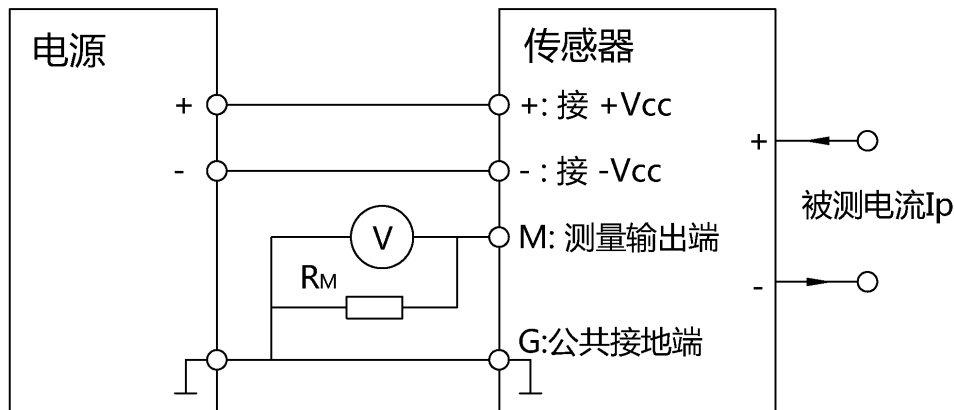 电源
传感器
+
+: 接 +Vcc
+
-
- : 接 -Vcc
被测电流Ip
V
M: 测量输出端
RM
-
G:公共接地端